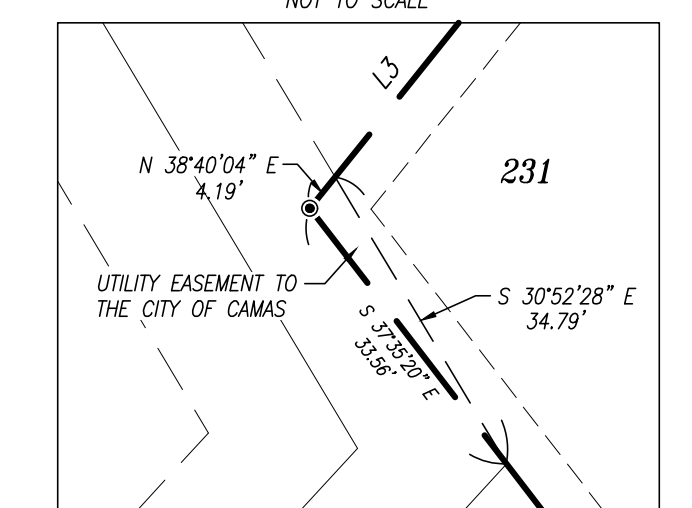 NOT TO SCALE
L3
N 38°40'04" E
4.19'
231
UTILITY EASEMENT TO
THE CITY OF CAMAS
S 30°52'28" E
34.79'
S 37°35'20" E
33.56'